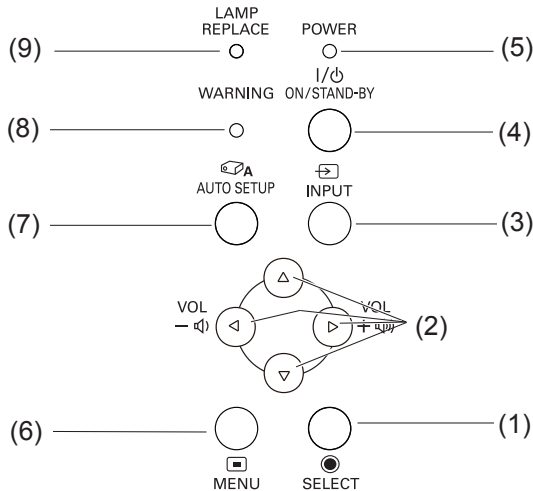 LAMP
REPLACE
POWER
(9)
(5)
I/⏻
ON/STAND-BY
WARNING
(8)
(4)
A
AUTO SETUP
INPUT
(7)
(3)
VOL
−
VOL
+
(2)
(6)
(1)
MENU
SELECT